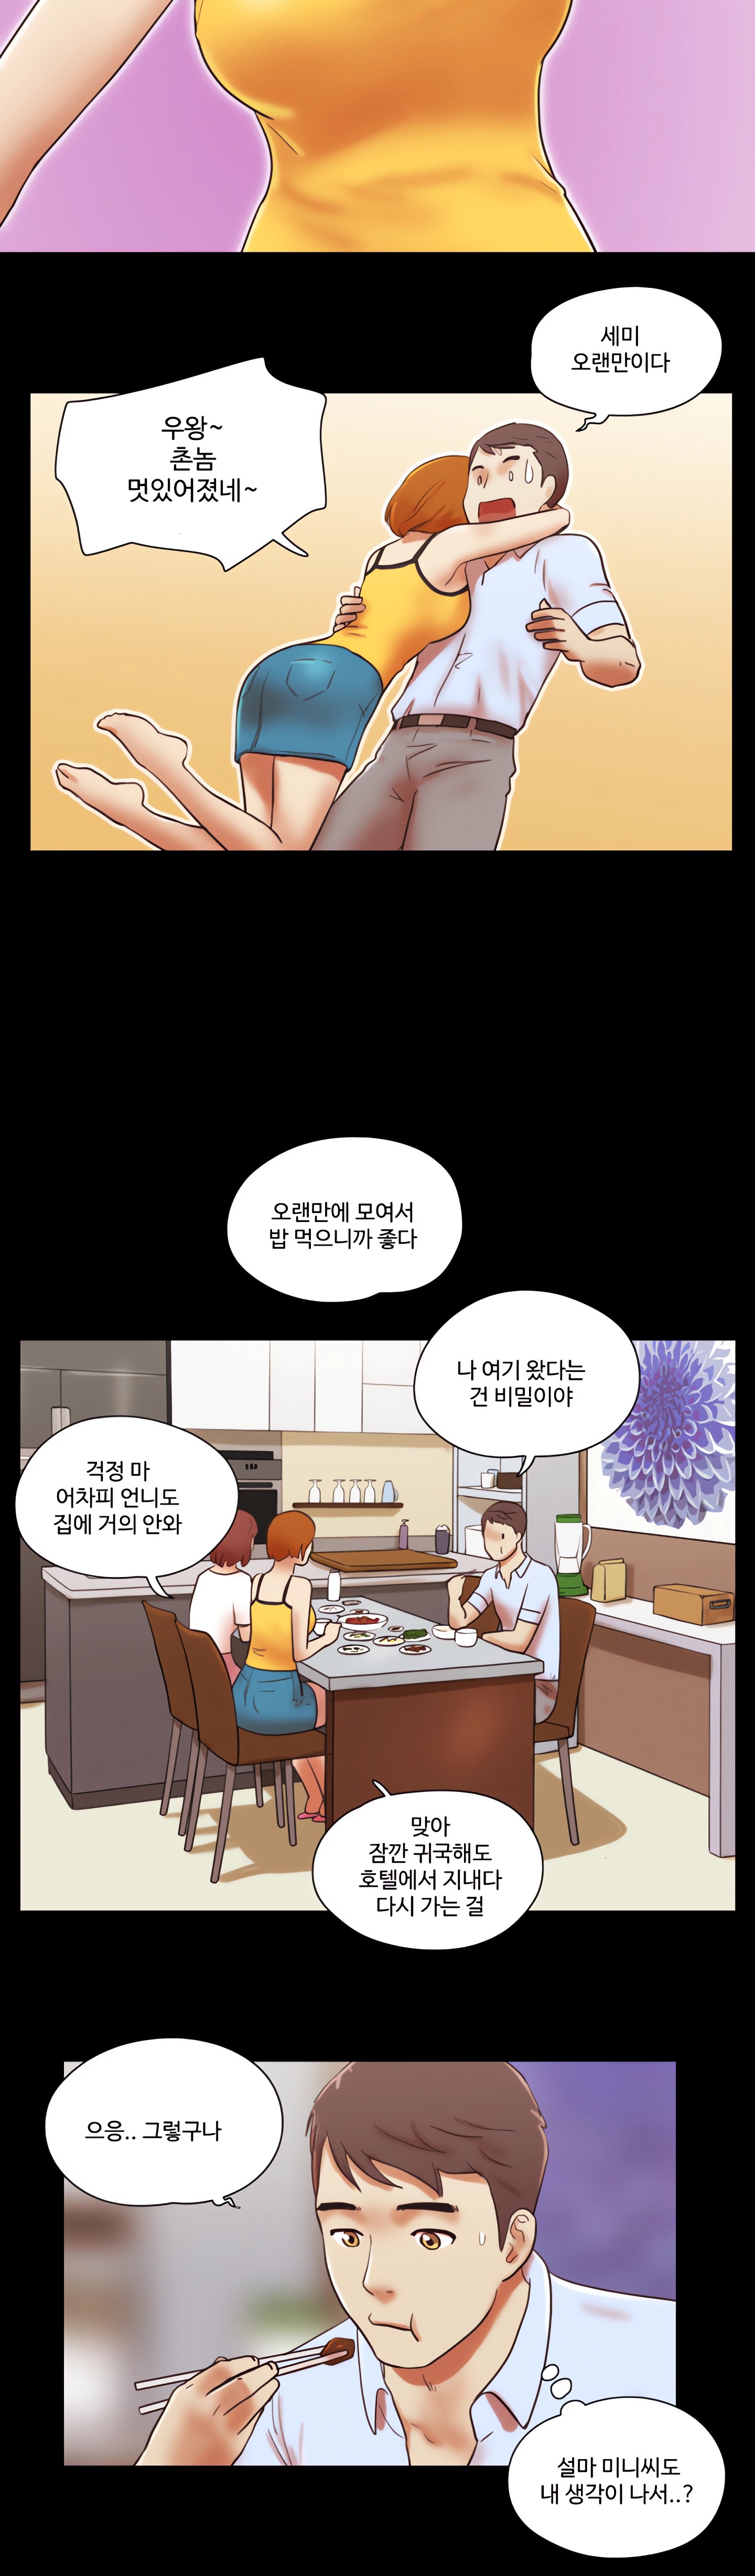 세미
오랜만이다
우왕~
촌놈
멋있어졌네~
오랜만에 모여서
밥 먹으니까 좋다
나 여기 왔다는
건 비밀이야
걱정 마
어차피 언니도
집에 거의 안와
맞아
잠깐 귀국해도
호텔에서 지내다
다시 가는 걸
으응.. 그렇구나
설마 미니씨도
내 생각이 나서..?